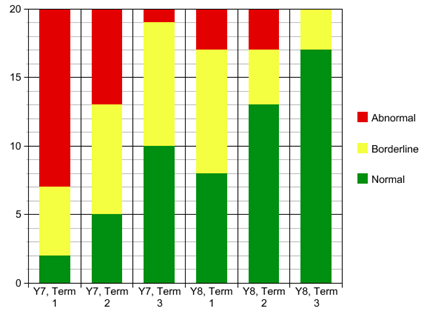 20
15
10
5
0
Y7, Term
1
Y7, Term
2
Y7, Term
3
Y8, Term
1
Y8, Term
2
Y8, Term
3
Abnormal
Borderline
Normal